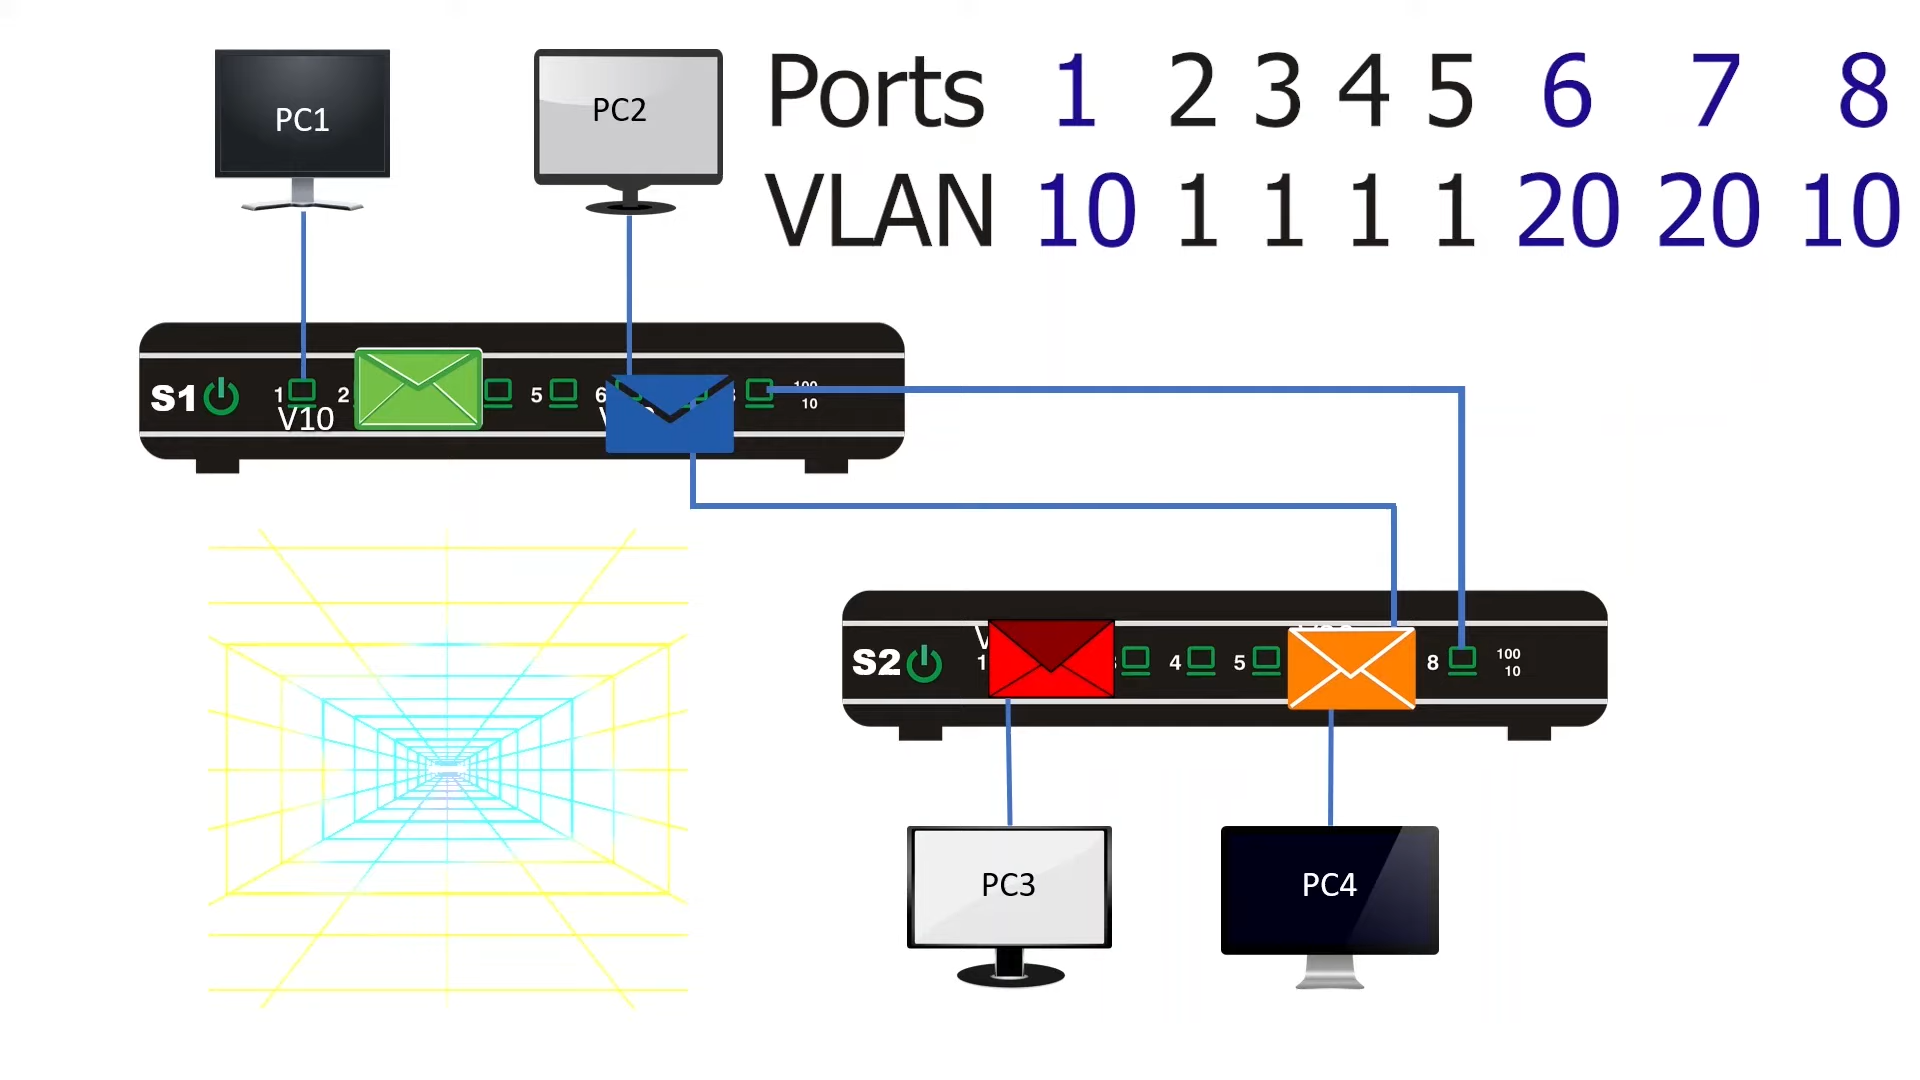 PC1
PC2
Ports 1 2 3 4 5 6 7 8
VLAN 10 1 1 1 1 20 20 10
S1 1 2 5 6 100
10
V10
S2 1 4 5 8 100
10
PC3
PC4